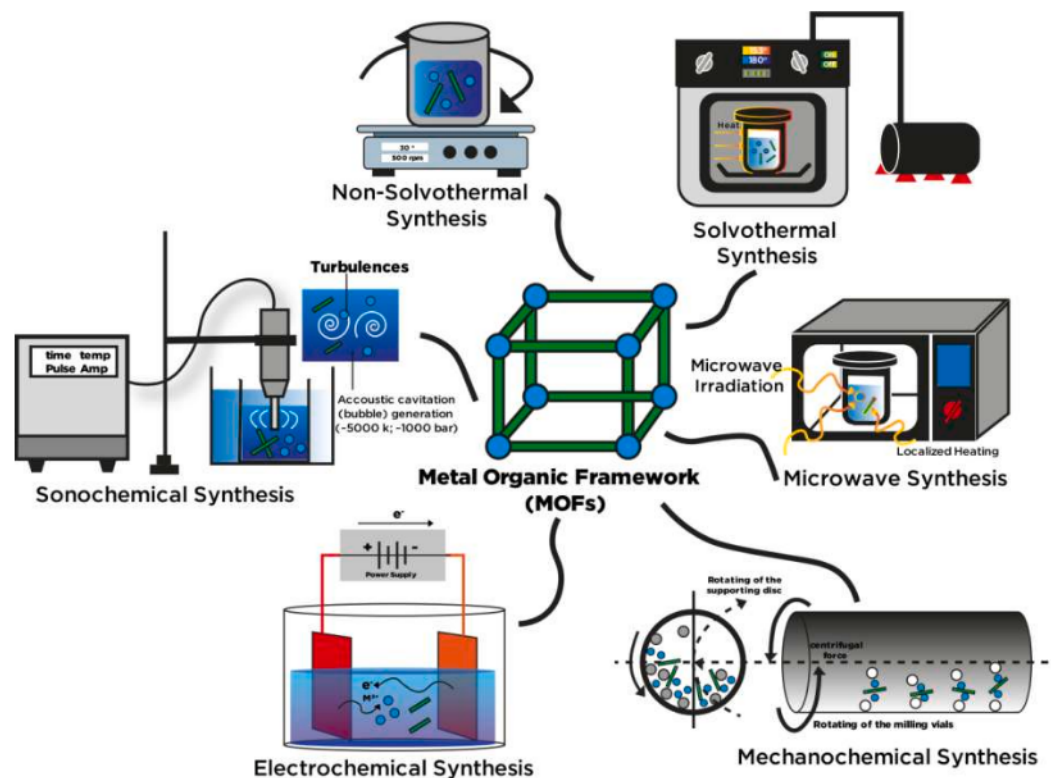 30°
500 rpm
Non-Solvothermal
Synthesis
180°
Heat
Solvothermal
Synthesis
Turbulences
time temp
Pulse Amp
Accoustic cavitation
(bubble) generation
(~5000 k; ~1000 bar)
Sonochemical Synthesis
Microwave
Irradiation
Localized Heating
Microwave Synthesis
Metal Organic Framework
(MOFs)
e-
+ -
Power Supply
e-
Electrochemical Synthesis
Rotating of the
supporting disc
centrifugal
force
Rotating of the milling vials
Mechanochemical Synthesis